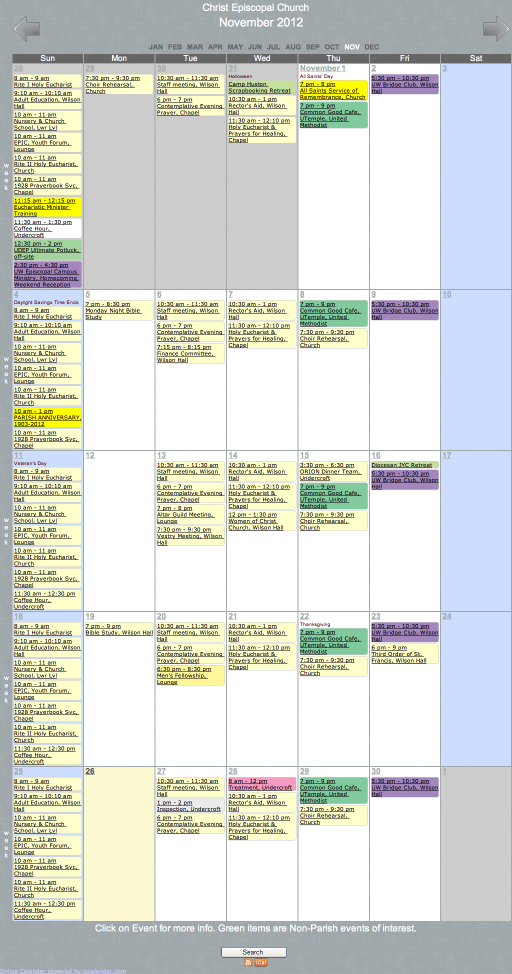 Christ Episcopal Church
November 2012
JAN FEB MAR APR MAY JUN JUL AUG SEP OCT NOV DEC
Sun Mon Tue Wed Thu Fri Sat
week
28
8 am - 9 am
Rite I Holy Eucharist
9:10 am - 10:10 am
Adult Education, Wilson
Hall
10 am - 11 am
Nursery & Church
School, Lwr Lvl
10 am - 11 am
EPIC, Youth Forum,
Lounge
10 am - 11 am
Rite II Holy Eucharist,
Church
10 am - 11 am
1928 Prayerbook Svc,
Chapel
11:15 am - 12:15 pm
Eucharistic Minister
Training
11:30 am - 1:30 pm
Coffee Hour,
Undercroft
12:30 pm - 2 pm
UDEP Ultimate Potluck,
off-site
2:30 pm - 4:30 pm
UW Episcopal Campus
Ministry, Homecoming
Weekend Reception
29
7:30 pm - 9:30 pm
Choir Rehearsal,
Church
30
10:30 am - 11:30 am
Staff meeting, Wilson
Hall
6 pm - 7 pm
Contemplative Evening
Prayer, Chapel
31
Halloween
Camp Huston,
Scrapbooking Retreat
10:30 am - 1 pm
Rector's Aid, Wilson
Hall
11:30 am - 12:10 pm
Holy Eucharist &
Prayers for Healing,
Chapel
November 1
All Saints' Day
7 pm - 8 pm
All Saints Service of
Remembrance, Church
7 pm - 9 pm
Common Good Cafe,
UTemple, United
Methodist
2
5:30 pm - 10:30 pm
UW Bridge Club, Wilson
Hall
3
week
4
Daylight Savings Time Ends
8 am - 9 am
Rite I Holy Eucharist
9:10 am - 10:10 am
Adult Education, Wilson
Hall
10 am - 11 am
Nursery & Church
School, Lwr Lvl
10 am - 11 am
EPIC, Youth Forum,
Lounge
10 am - 11 am
Rite II Holy Eucharist,
Church
10 am - 1 pm
PARISH ANNIVERSARY,
1903-2012
10 am - 11 am
1928 Prayerbook Svc,
Chapel
5
7 pm - 8:30 pm
Monday Night Bible
Study
6
10:30 am - 11:30 am
Staff meeting, Wilson
Hall
6 pm - 7 pm
Contemplative Evening
Prayer, Chapel
7:15 pm - 8:15 pm
Finance Committee,
Wilson Hall
7
10:30 am - 1 pm
Rector's Aid, Wilson
Hall
11:30 am - 12:10 pm
Holy Eucharist &
Prayers for Healing,
Chapel
8
7 pm - 9 pm
Common Good Cafe,
UTemple, United
Methodist
7:30 pm - 9:30 pm
Choir Rehearsal,
Church
9
5:30 pm - 10:30 pm
UW Bridge Club, Wilson
Hall
10
week
11
Veteran's Day
8 am - 9 am
Rite I Holy Eucharist
9:10 am - 10:10 am
Adult Education, Wilson
Hall
10 am - 11 am
Nursery & Church
School, Lwr Lvl
10 am - 11 am
EPIC, Youth Forum,
Lounge
10 am - 11 am
Rite II Holy Eucharist,
Church
10 am - 11 am
1928 Prayerbook Svc,
Chapel
11:30 am - 12:30 pm
Coffee Hour,
Undercroft
12
13
10:30 am - 11:30 am
Staff meeting, Wilson
Hall
6 pm - 7 pm
Contemplative Evening
Prayer, Chapel
7 pm - 8 pm
Altar Guild Meeting,
Lounge
7:30 pm - 9:30 pm
Vestry Meeting, Wilson
Hall
14
10:30 am - 1 pm
Rector's Aid, Wilson
Hall
11:30 am - 12:10 pm
Holy Eucharist &
Prayers for Healing,
Chapel
12 pm - 1:30 pm
Women of Christ
Church, Wilson Hall
15
3:30 pm - 6:30 pm
ORION Dinner Team,
Undercroft
7 pm - 9 pm
Common Good Cafe,
UTemple, United
Methodist
7:30 pm - 9:30 pm
Choir Rehearsal,
Church
16
Diocesan JYC Retreat
5:30 pm - 10:30 pm
UW Bridge Club, Wilson
Hall
17
week
18
8 am - 9 am
Rite I Holy Eucharist
9:10 am - 10:10 am
Adult Education, Wilson
Hall
10 am - 11 am
Nursery & Church
School, Lwr Lvl
10 am - 11 am
EPIC, Youth Forum,
Lounge
10 am - 11 am
1928 Prayerbook Svc,
Chapel
10 am - 11 am
Rite II Holy Eucharist,
Church
11:30 am - 12:30 pm
Coffee Hour,
Undercroft
19
7 pm - 9 pm
Bible Study, Wilson Hall
20
10:30 am - 11:30 am
Staff meeting, Wilson
Hall
6 pm - 7 pm
Contemplative Evening
Prayer, Chapel
6:30 pm - 8:30 pm
Men's Fellowship,
Lounge
21
10:30 am - 1 pm
Rector's Aid, Wilson
Hall
11:30 am - 12:10 pm
Holy Eucharist &
Prayers for Healing,
Chapel
22
Thanksgiving
7 pm - 9 pm
Common Good Cafe,
UTemple, United
Methodist
7:30 pm - 9:30 pm
Choir Rehearsal,
Church
23
5:30 pm - 10:30 pm
UW Bridge Club, Wilson
Hall
6 pm - 9 pm
Third Order of St.
Francis, Wilson Hall
24
week
25
8 am - 9 am
Rite I Holy Eucharist
9:10 am - 10:10 am
Adult Education, Wilson
Hall
10 am - 11 am
Nursery & Church
School, Lwr Lvl
10 am - 11 am
EPIC, Youth Forum,
Lounge
10 am - 11 am
1928 Prayerbook Svc,
Chapel
10 am - 11 am
Rite II Holy Eucharist,
Church
11:30 am - 12:30 pm
Coffee Hour,
Undercroft
26
27
10:30 am - 11:30 am
Staff meeting, Wilson
Hall
1 pm - 2 pm
Inspection, Undercroft
6 pm - 7 pm
Contemplative Evening
Prayer, Chapel
28
8 am - 12 pm
Treatment, Undercroft
10:30 am - 1 pm
Rector's Aid, Wilson
Hall
11:30 am - 12:10 pm
Holy Eucharist &
Prayers for Healing,
Chapel
29
7 pm - 9 pm
Common Good Cafe,
UTemple, United
Methodist
7:30 pm - 9:30 pm
Choir Rehearsal,
Church
30
5:30 pm - 10:30 pm
UW Bridge Club, Wilson
Hall
1
Click on Event for more info. Green items are Non-Parish events of interest.
Search
iCal
Online Calendar powered by localendar.com